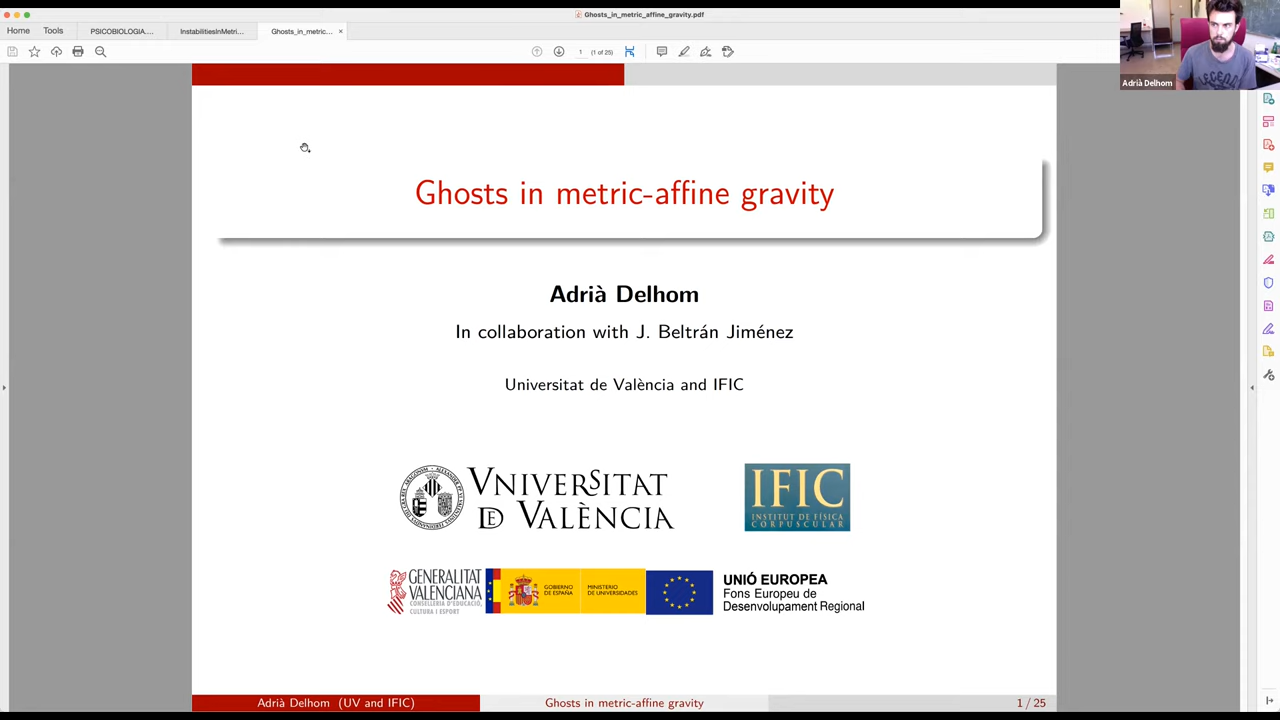 Ghosts_in_metric_affine_gravity.pdf
Home
Tools
PSICOBIOLOGIA....
InstabilitiesInMetri...
Ghosts_in_metric...
×
1
(1 of 25)
Adrià Delhom
Ghosts in metric-affine gravity
Adrià Delhom
In collaboration with J. Beltrán Jiménez
Universitat de València and IFIC
VNIVERSITAT
DE VALÈNCIA
IFIC
INSTITUT DE FÍSICA
CORPUSCULAR
GENERALITAT
VALENCIANA
CONSELLERIA D'EDUCACIÓ,
CULTURA I ESPORT
GOBIERNO
DE ESPAÑA
MINISTERIO
DE UNIVERSIDADES
UNIÓ EUROPEA
Fons Europeu de
Desenvolupament Regional
Adrià Delhom (UV and IFIC)
Ghosts in metric-affine gravity
1 / 25